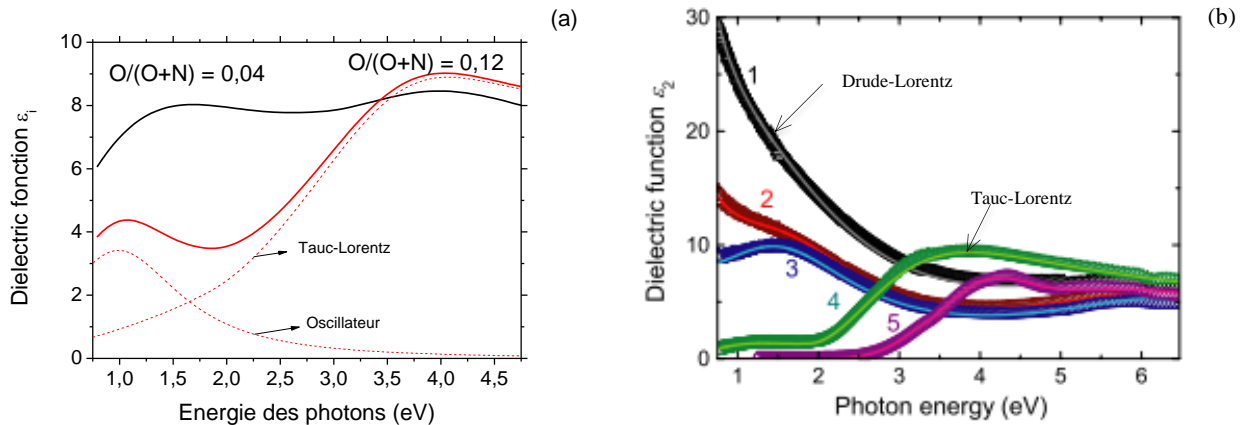 (a)
O/(O+N) = 0,04
O/(O+N) = 0,12
Tauc-Lorentz
Oscillateur
Dielectric fonction εi
10
8
6
4
2
0
1,0 1,5 2,0 2,5 3,0 3,5 4,0 4,5
Energie des photons (eV)
(b)
1
Drude-Lorentz
2
Tauc-Lorentz
3
4
5
Dielectric function ε2
30
20
10
0
1 2 3 4 5 6
Photon energy (eV)